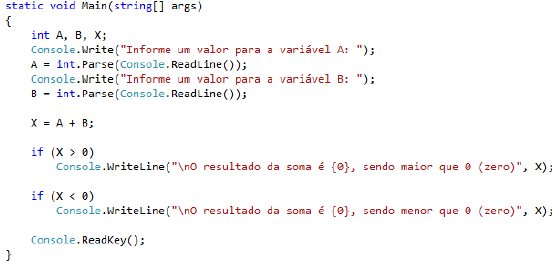 static void Main(string[] args)
{
    int A, B, X;
    Console.Write("Informe um valor para a variável A: ");
    A = int.Parse(Console.ReadLine());
    Console.Write("Informe um valor para a variável B: ");
    B = int.Parse(Console.ReadLine());

    X = A + B;

    if (X > 0)
        Console.WriteLine("\nO resultado da soma é {0}, sendo maior que 0 (zero)", X);

    if (X < 0)
        Console.WriteLine("\nO resultado da soma é {0}, sendo menor que 0 (zero)", X);

    Console.ReadKey();
}